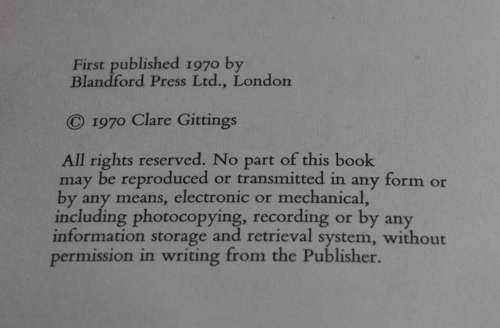 First published 1970 by
Blandford Press Ltd., London
© 1970 Clare Gittings
All rights reserved. No part of this book
may be reproduced or transmitted in any form or
by any means, electronic or mechanical,
including photocopying, recording or by any
information storage and retrieval system, without
permission in writing from the Publisher.